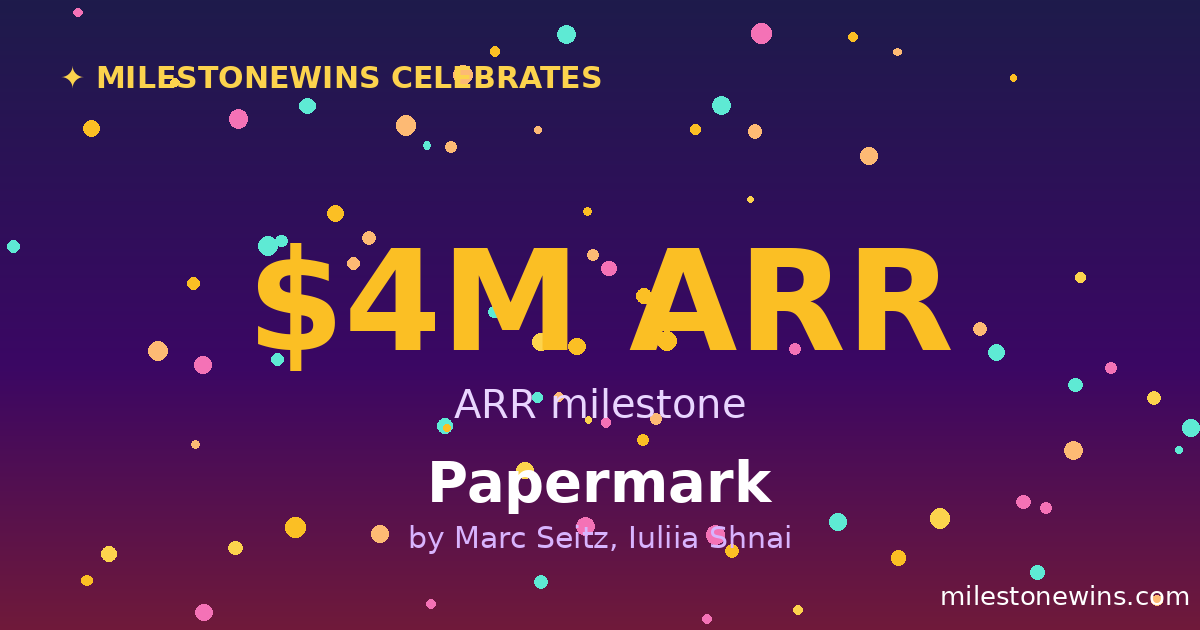 ✦ MILESTONEWINS CELEBRATES
$4M ARR
ARR milestone
Papermark
by Marc Seitz, Iuliia Shnai
milestonewins.com